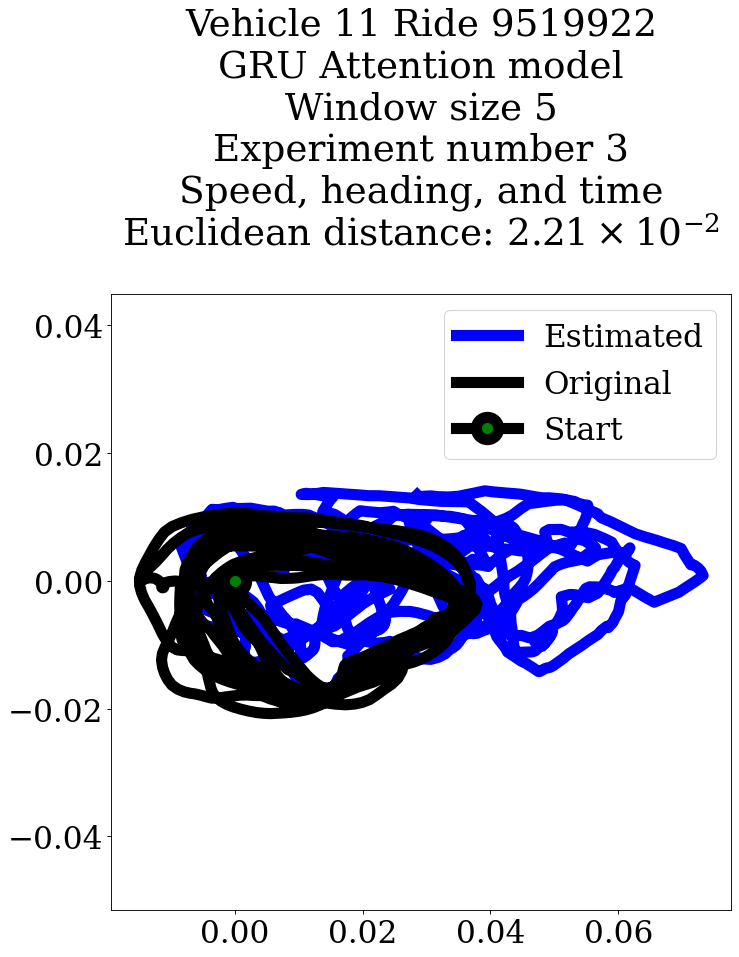 Vehicle 11 Ride 9519922
GRU Attention model
Window size 5
Experiment number 3
Speed, heading, and time
Euclidean distance: 2.21 × 10⁻²
0.04
Estimated
Original
Start
0.02
0.00
−0.02
−0.04
0.00 0.02 0.04 0.06